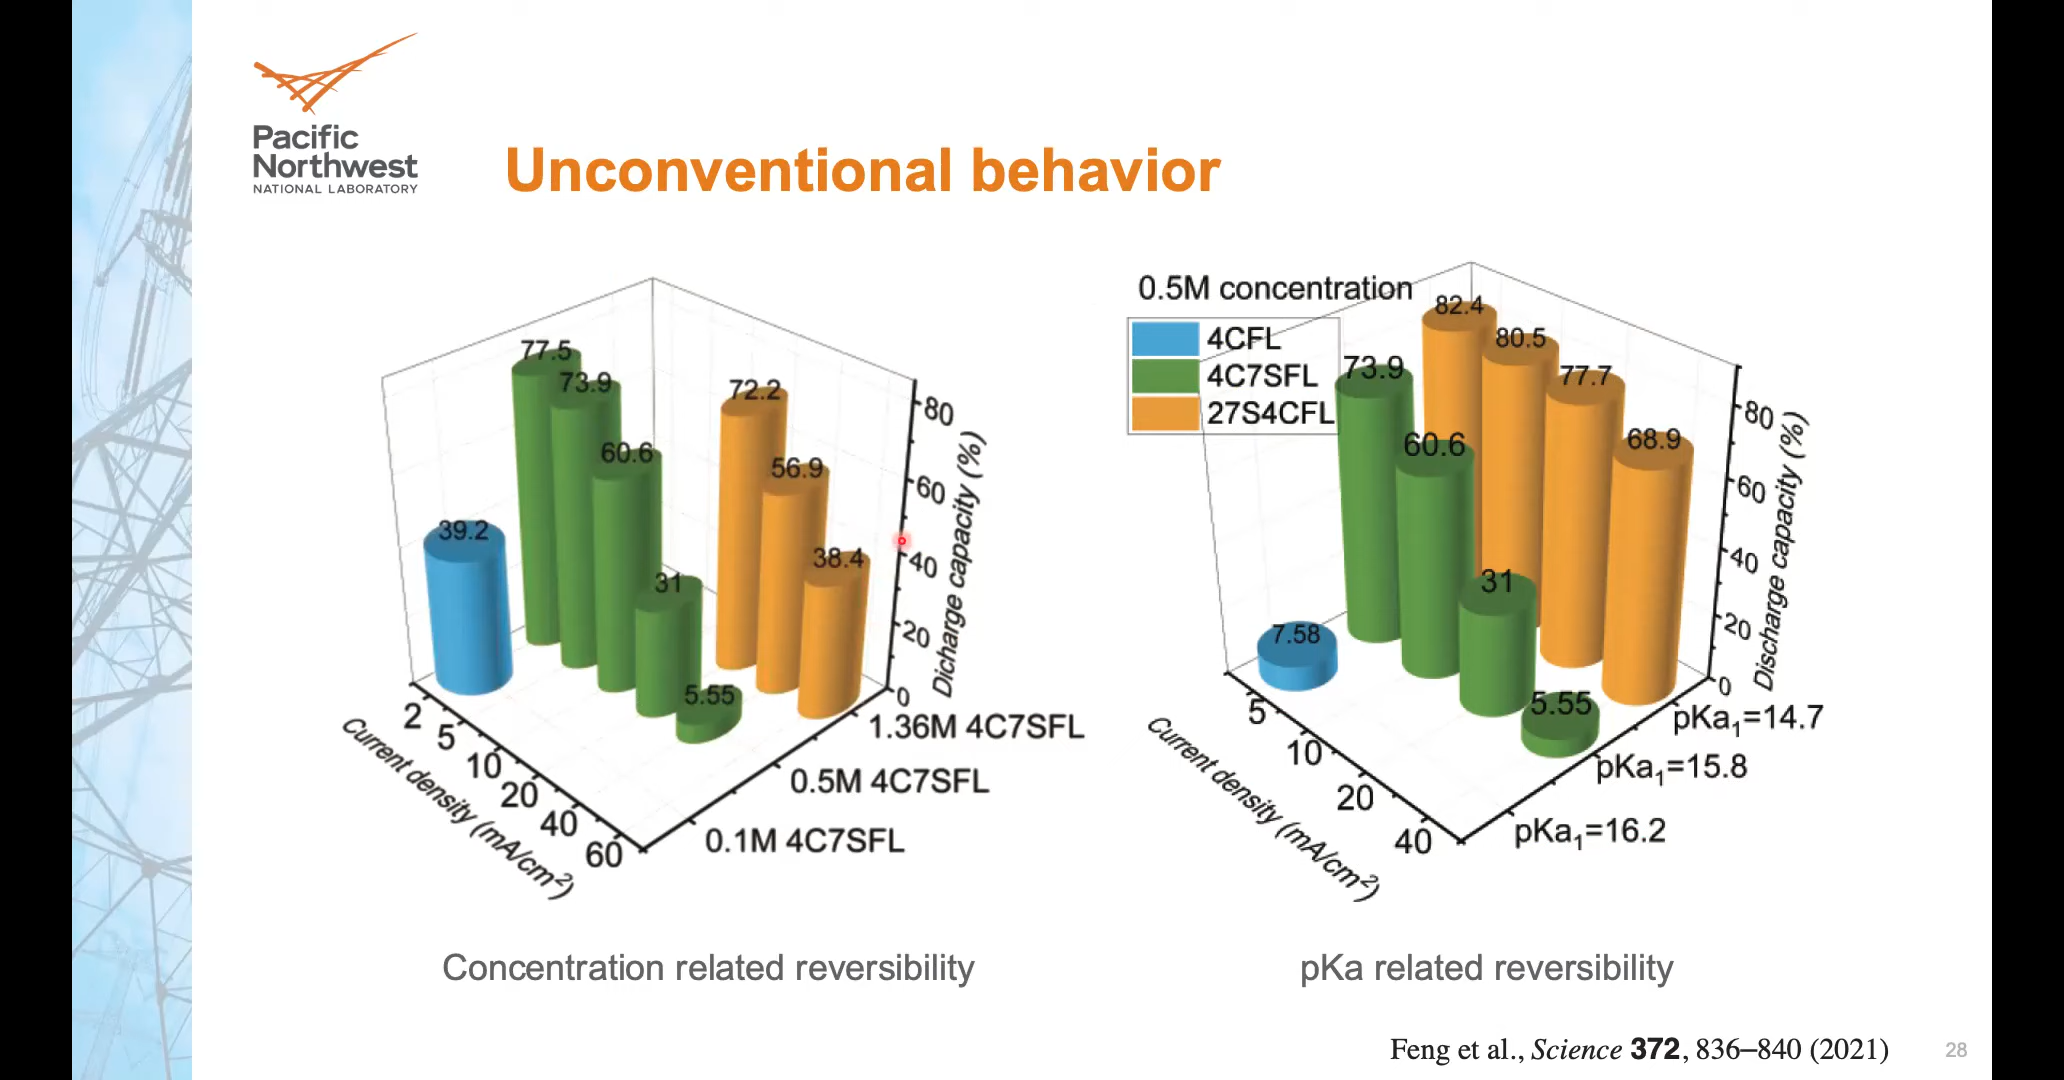 Pacific
Northwest
NATIONAL LABORATORY
Unconventional behavior
77.5
73.9
60.6
31
5.55
72.2
56.9
38.4
39.2
80
60
40
20
0
Dicharge capacity (%)
2
5
10
20
40
60
Current density (mA/cm²)
1.36M 4C7SFL
0.5M 4C7SFL
0.1M 4C7SFL
Concentration related reversibility
0.5M concentration
4CFL
4C7SFL
27S4CFL
82.4
80.5
77.7
68.9
73.9
60.6
31
5.55
7.58
80
60
40
20
0
Discharge capacity (%)
5
10
20
40
Current density (mA/cm²)
pKa₁=14.7
pKa₁=15.8
pKa₁=16.2
pKa related reversibility
Feng et al., Science 372, 836–840 (2021)
28